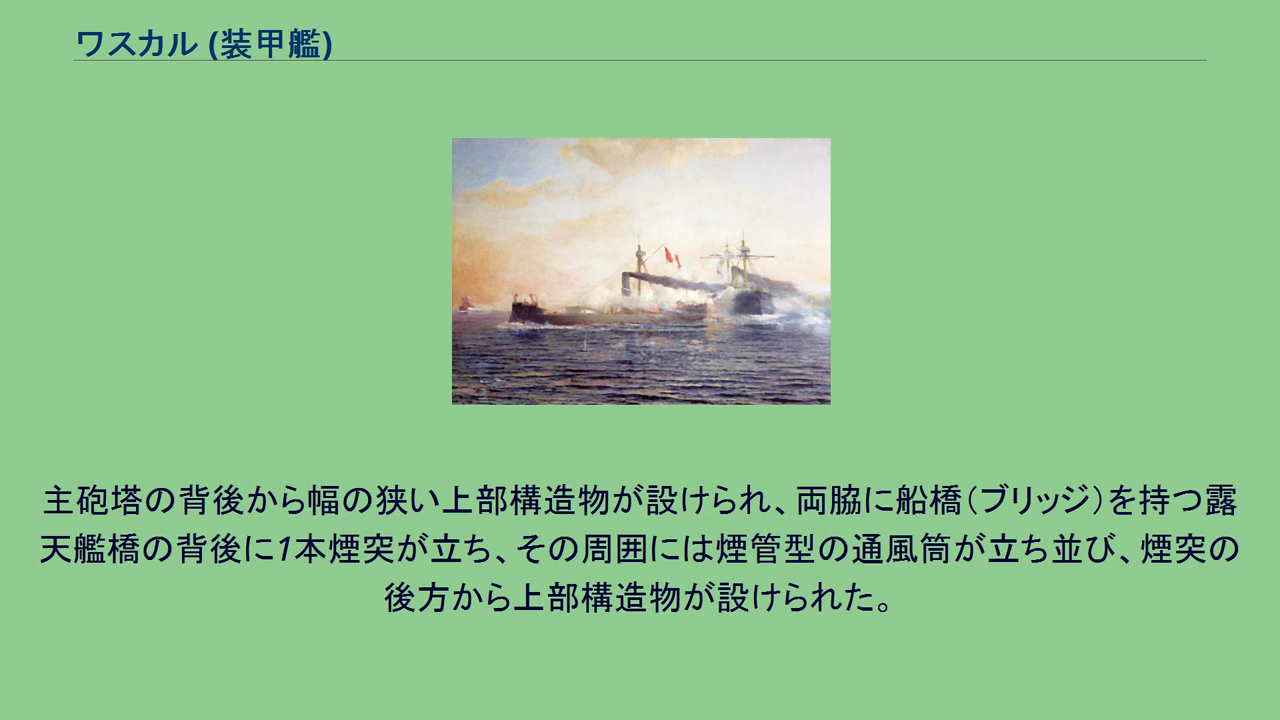 ワスカル (装甲艦)
主砲塔の背後から幅の狭い上部構造物が設けられ、両脇に船橋（ブリッジ）を持つ露
天艦橋の背後に1本煙突が立ち、その周囲には煙管型の通風筒が立ち並び、煙突の
後方から上部構造物が設けられた。